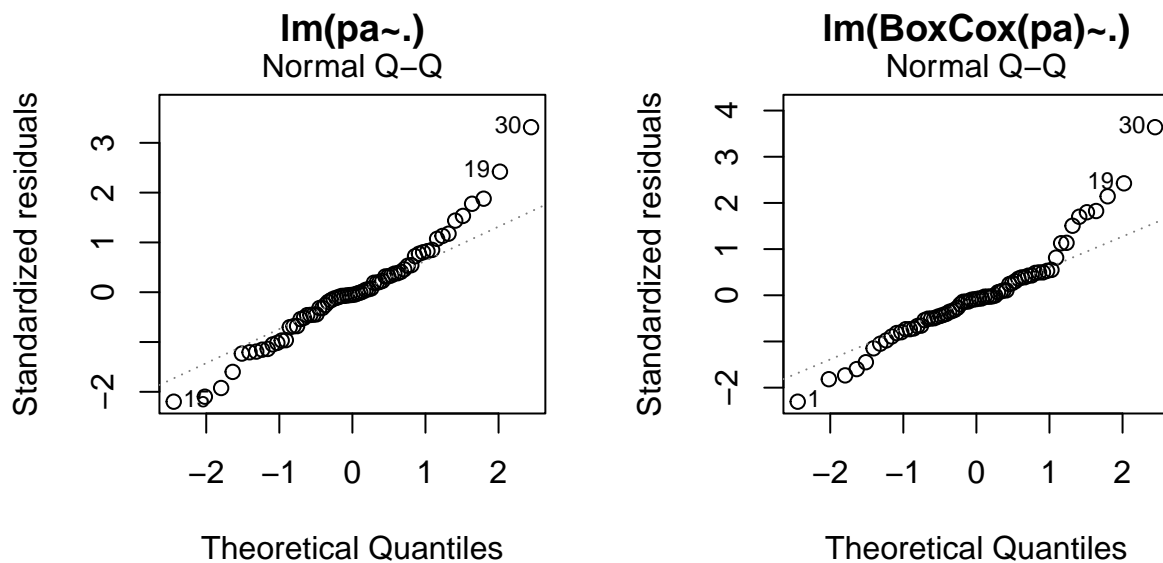 lm(pa~.)
Normal Q−Q
Standardized residuals
3
2
1
0
−2
30
19
15
−2 −1 0 1 2
Theoretical Quantiles
lm(BoxCox(pa)~.)
Normal Q−Q
Standardized residuals
4
3
2
1
0
−2
30
19
1
−2 −1 0 1 2
Theoretical Quantiles